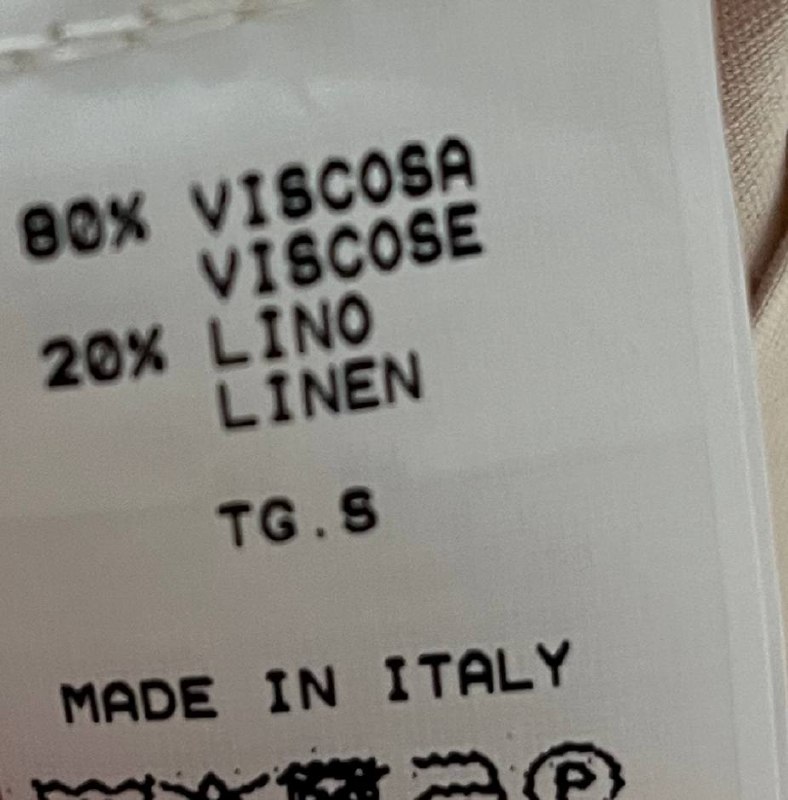 80% VISCOSA
VISCOSE
20% LINO
LINEN
TG.S
MADE IN ITALY
P